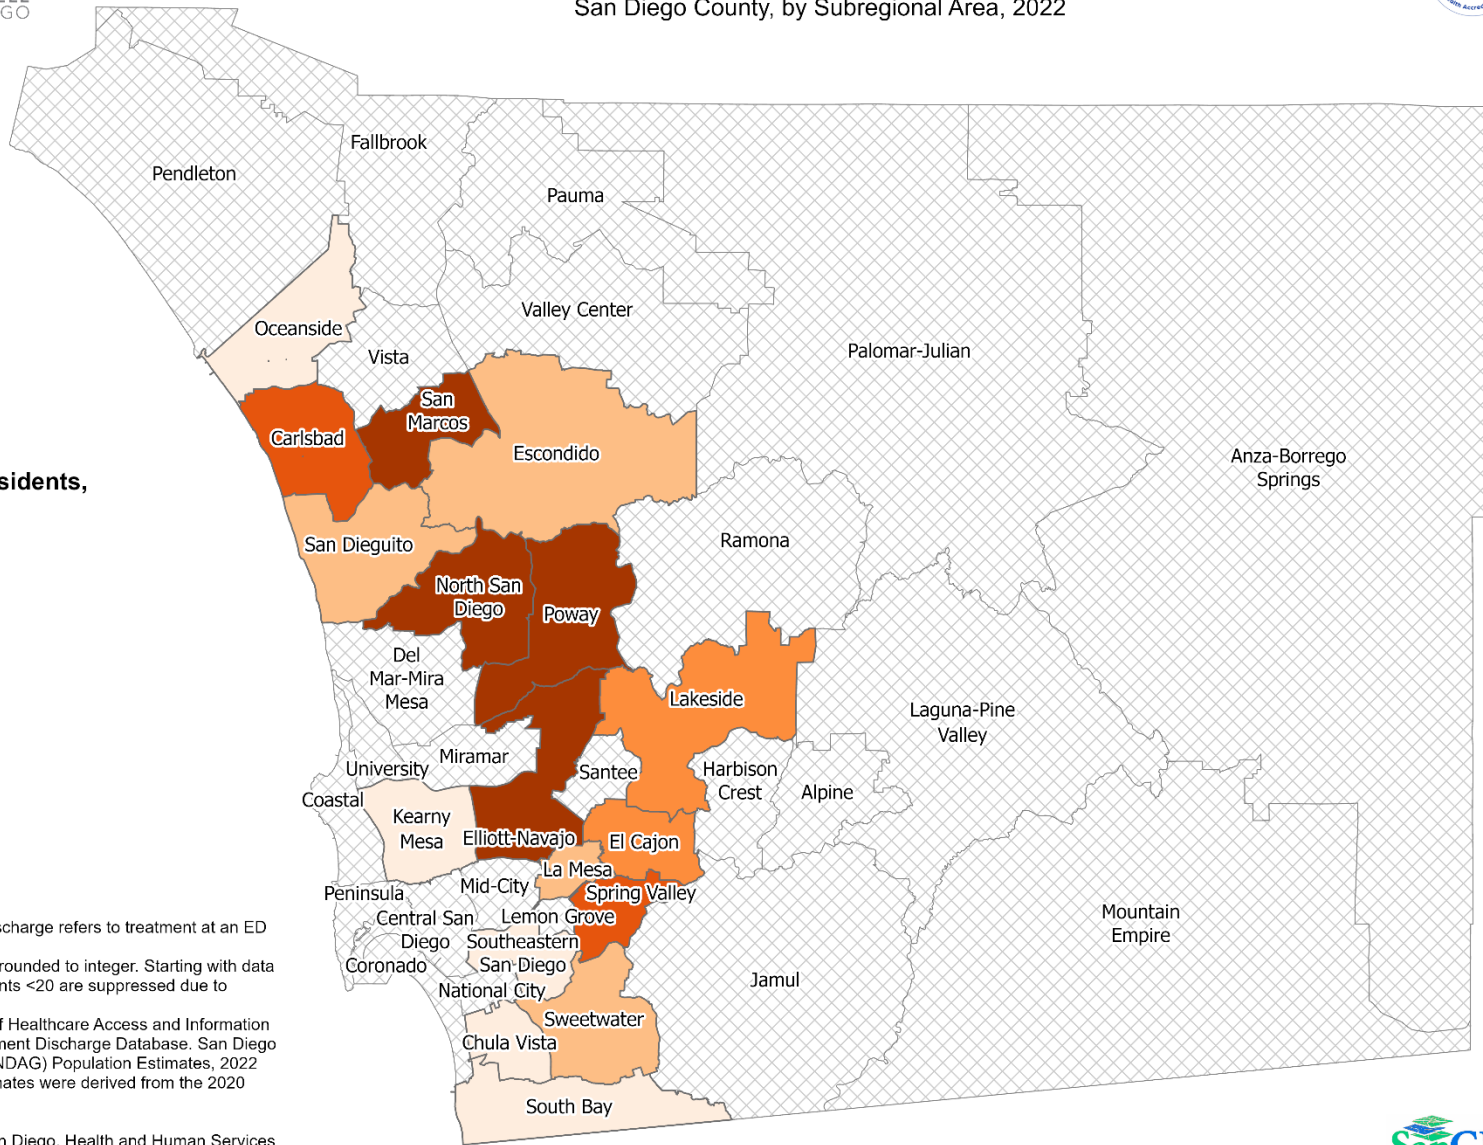 GO
San Diego County, by Subregional Area, 2022
Fallbrook
Pendleton
Pauma
Valley Center
Oceanside
Vista
Palomar-Julian
San
Marcos
Carlsbad
Escondido
Anza-Borrego
Springs
sidents,
San Dieguito
Ramona
North San
Diego
Poway
Del
Mar-Mira
Mesa
Lakeside
Laguna-Pine
Valley
Miramar
University
Santee
Harbison
Crest
Alpine
Coastal
Kearny
Mesa
Elliott-Navajo
El Cajon
La Mesa
Mid-City
Peninsula
Spring Valley
Central San
Diego
Lemon Grove
Mountain
Empire
Southeastern
San Diego
Coronado
Jamul
National City
Sweetwater
Chula Vista
South Bay
scharge refers to treatment at an ED
rounded to integer. Starting with data
nts <20 are suppressed due to
f Healthcare Access and Information
ment Discharge Database. San Diego
NDAG) Population Estimates, 2022
mates were derived from the 2020
n Diego, Health and Human Services